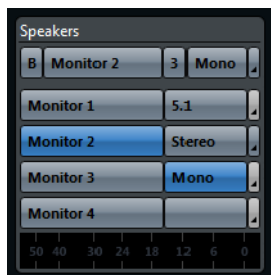 Speakers
B Monitor 2 3 Mono
Monitor 1 5.1
Monitor 2 Stereo
Monitor 3 Mono
Monitor 4
50 40 30 24 18 12 6 0